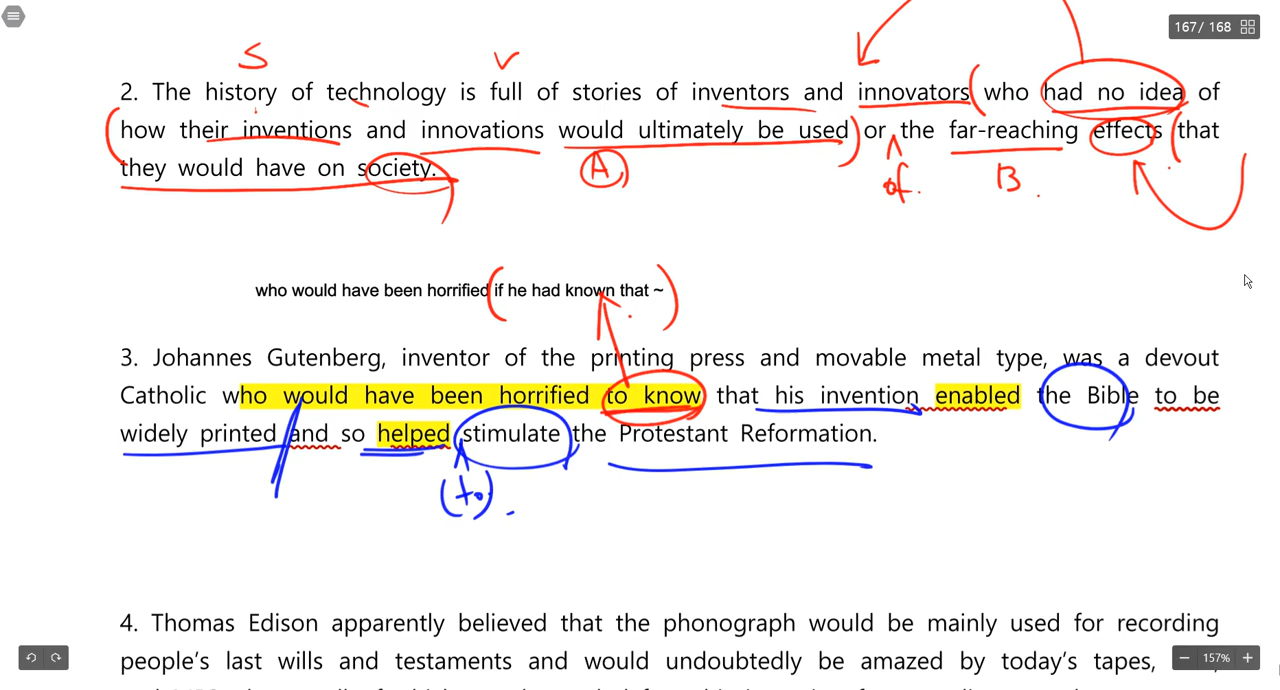 167/ 168
S V
2. The history of technology is full of stories of inventors and innovators who had no idea of
how their inventions and innovations would ultimately be used or the far-reaching effects that
they would have on society.
A of B
who would have been horrified if he had known that ~
3. Johannes Gutenberg, inventor of the printing press and movable metal type, was a devout
Catholic who would have been horrified to know that his invention enabled the Bible to be
widely printed and so helped stimulate the Protestant Reformation.
(to)
4. Thomas Edison apparently believed that the phonograph would be mainly used for recording
people's last wills and testaments and would undoubtedly be amazed by today's tapes,
157%